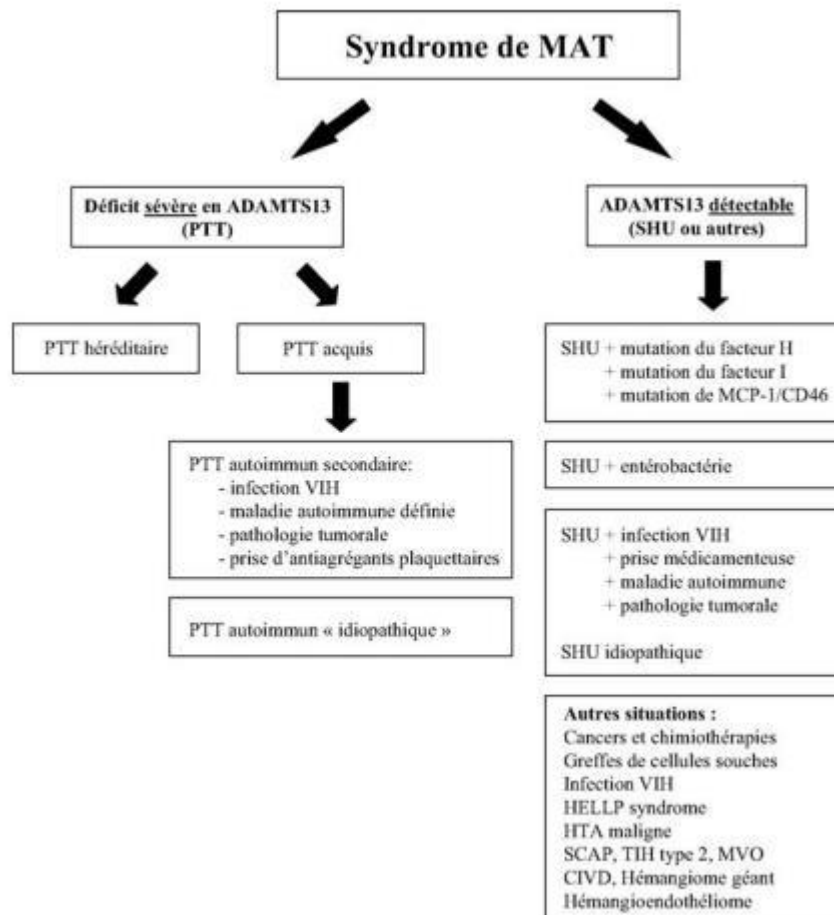 Syndrome de MAT
Déficit sévère en ADAMTS13
(PTT)
ADAMTS13 détectable
(SHU ou autres)
PTT héréditaire
PTT acquis
PTT autoimmun secondaire:
- infection VIH
- maladie autoimmune définie
- pathologie tumorale
- prise d'antiagrégants plaquettaires
PTT autoimmun « idiopathique »
SHU + mutation du facteur H
+ mutation du facteur I
+ mutation de MCP-1/CD46
SHU + entérobactérie
SHU + infection VIH
+ prise médicamenteuse
+ maladie autoimmune
+ pathologie tumorale
SHU idiopathique
Autres situations :
Cancers et chimiothérapies
Greffes de cellules souches
Infection VIH
HELLP syndrome
HTA maligne
SCAP, TIH type 2, MVO
CIVD, Hémangiome géant
Hémangioendothéliome